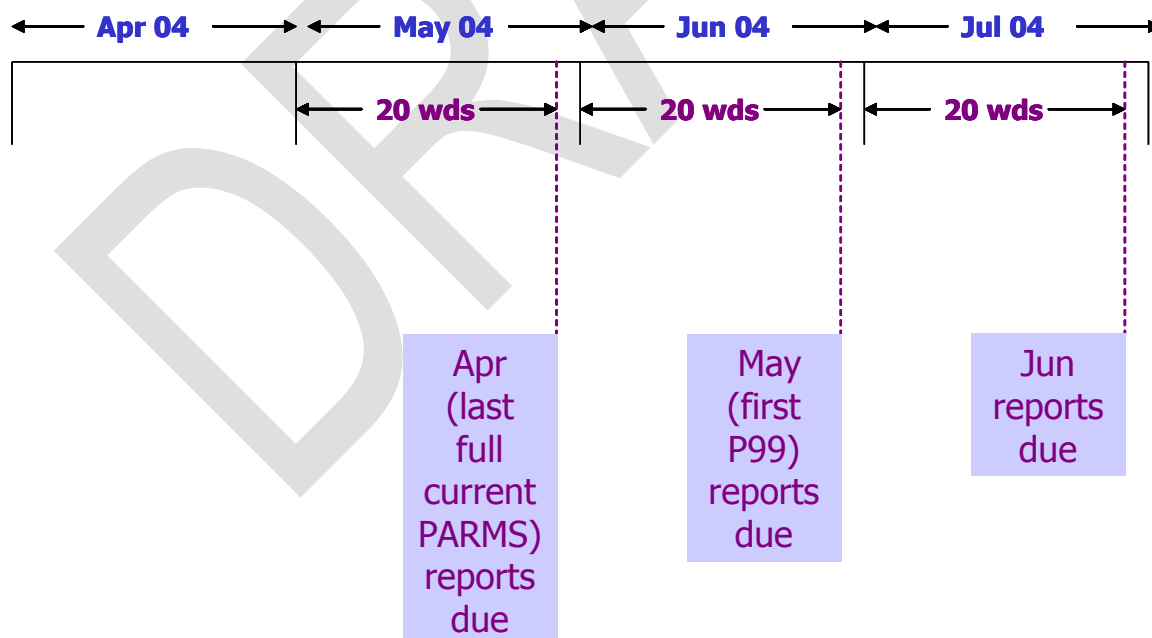 Apr 04 May 04 Jun 04 Jul 04
20 wds 20 wds 20 wds
Apr
(last
full
current
PARMS)
reports
due
May
(first
P99)
reports
due
Jun
reports
due
DRA